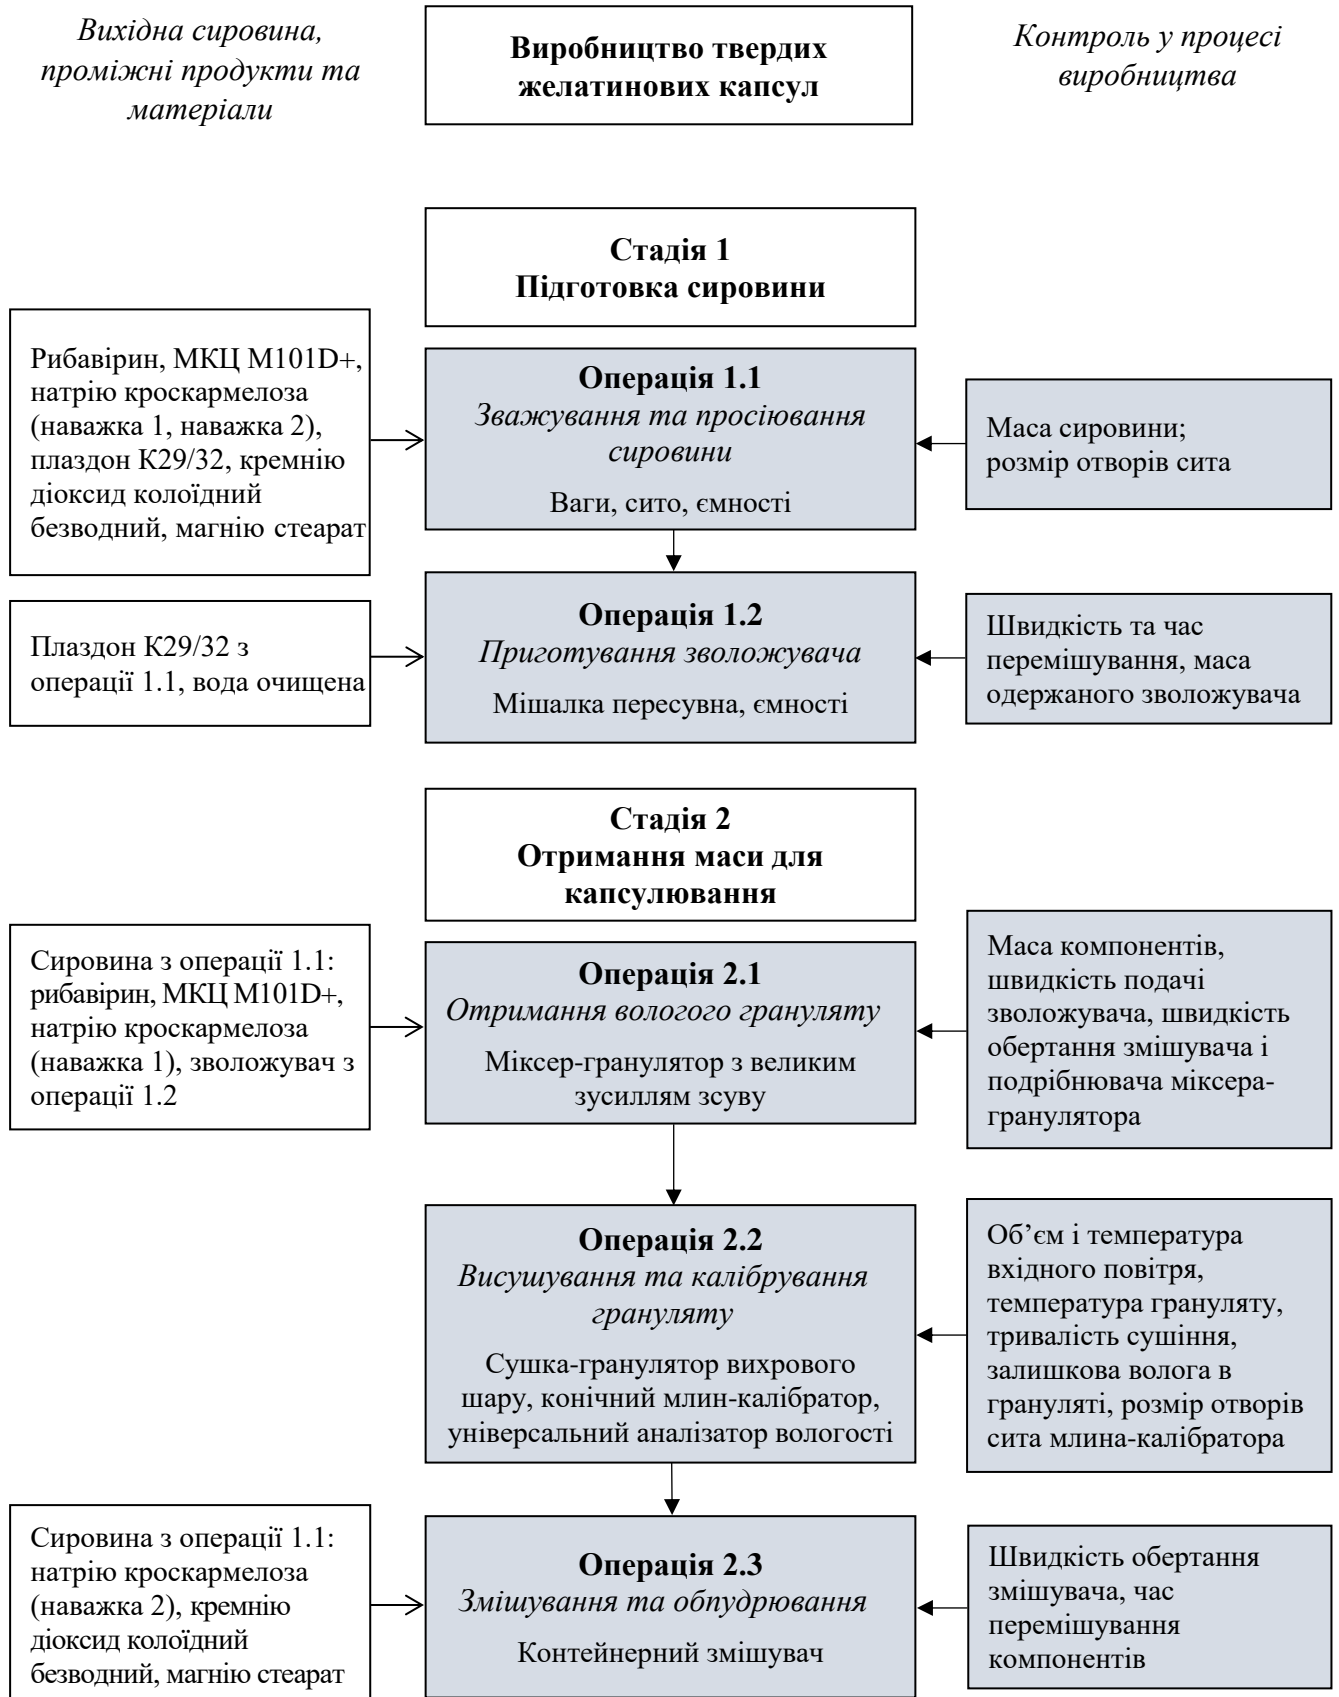 Вихідна сировина,
проміжні продукти та
матеріали
Виробництво твердих
желатинових капсул
Контроль у процесі
виробництва
Стадія 1
Підготовка сировини
Рибавірин, МКЦ М101D+,
натрію кроскармелоза
(наважка 1, наважка 2),
плаздон К29/32, кремнію
діоксид колоїдний
безводний, магнію стеарат
Операція 1.1
Зважування та просіювання
сировини
Ваги, сито, ємності
Маса сировини;
розмір отворів сита
Плаздон К29/32 з
операції 1.1, вода очищена
Операція 1.2
Приготування зволожувача
Мішалка пересувна, ємності
Швидкість та час
перемішування, маса
одержаного зволожувача
Стадія 2
Отримання маси для
капсулювання
Сировина з операції 1.1:
рибавірин, МКЦ М101D+,
натрію кроскармелоза
(наважка 1), зволожувач з
операції 1.2
Операція 2.1
Отримання вологого грануляту
Міксер-гранулятор з великим
зусиллям зсуву
Маса компонентів,
швидкість подачі
зволожувача, швидкість
обертання змішувача і
подрібнювача міксера-
гранулятора
Операція 2.2
Висушування та калібрування
грануляту
Сушка-гранулятор вихрового
шару, конічний млин-калібратор,
універсальний аналізатор вологості
Об’єм і температура
вхідного повітря,
температура грануляту,
тривалість сушіння,
залишкова волога в
грануляті, розмір отворів
сита млина-калібратора
Сировина з операції 1.1:
натрію кроскармелоза
(наважка 2), кремнію
діоксид колоїдний
безводний, магнію стеарат
Операція 2.3
Змішування та обпудрювання
Контейнерний змішувач
Швидкість обертання
змішувача, час
перемішування
компонентів